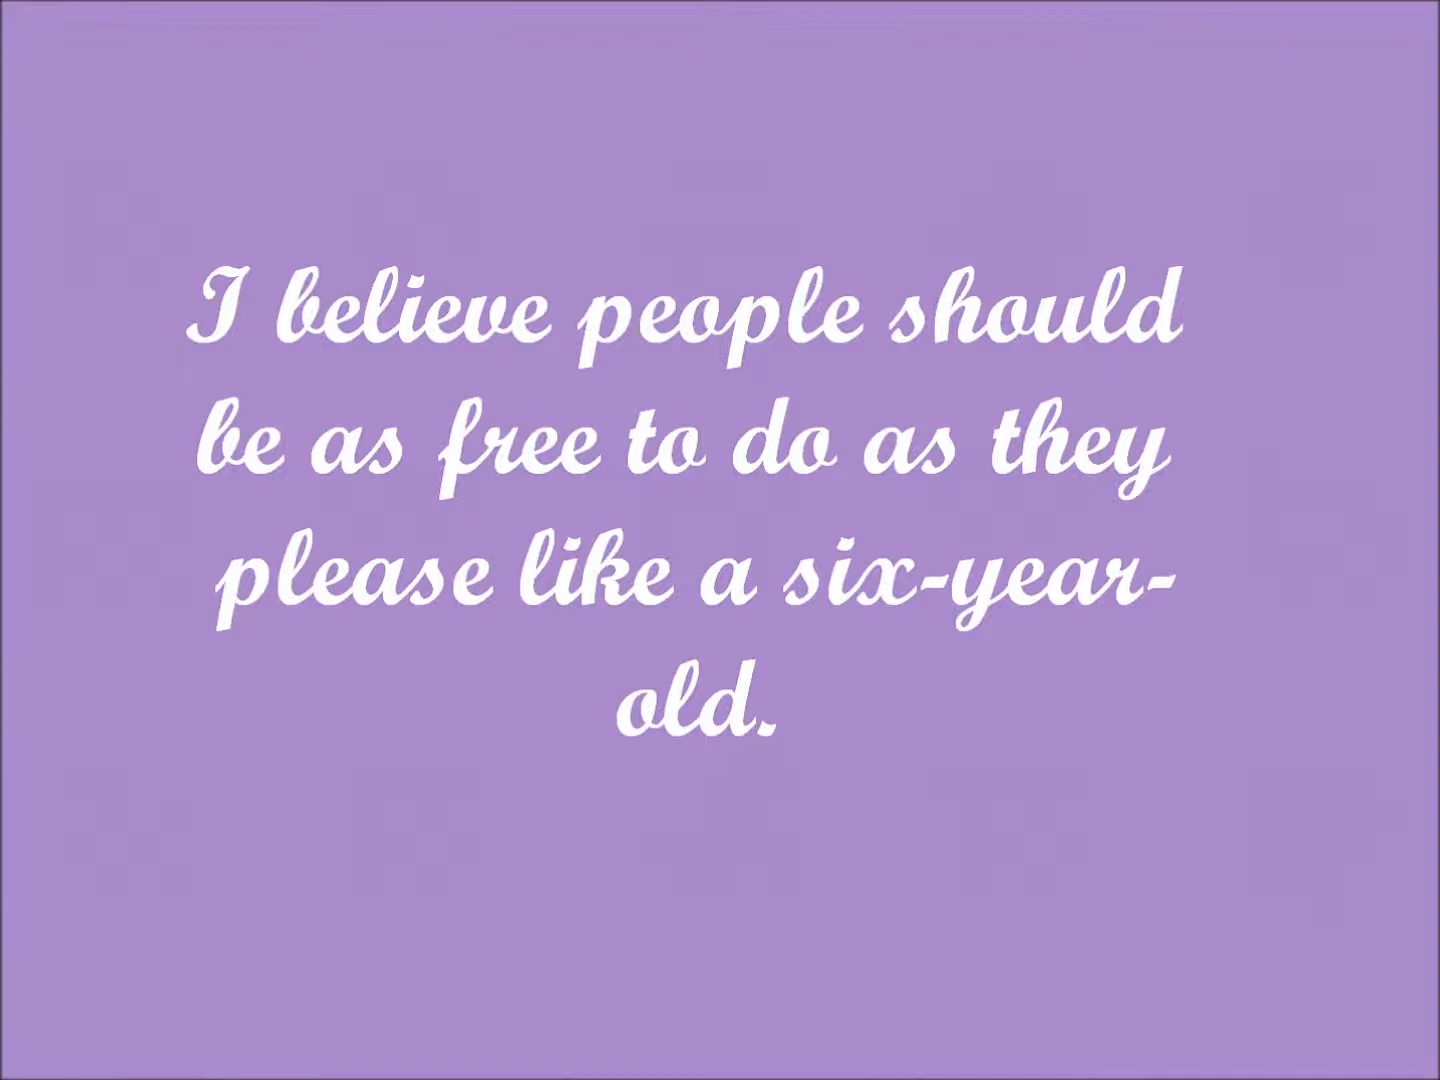 I believe people should
be as free to do as they
please like a six-year-
old.